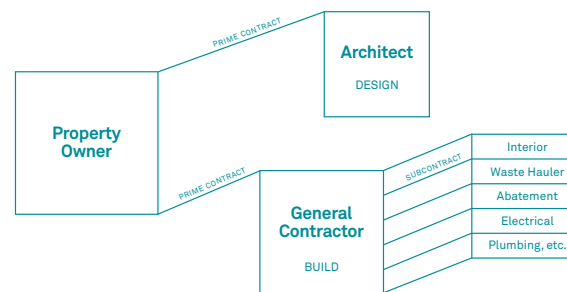 PRIME CONTRACT
Architect
DESIGN
Property
Owner
PRIME CONTRACT
General
Contractor
BUILD
SUBCONTRACT
Interior
Waste Hauler
Abatement
Electrical
Plumbing, etc.